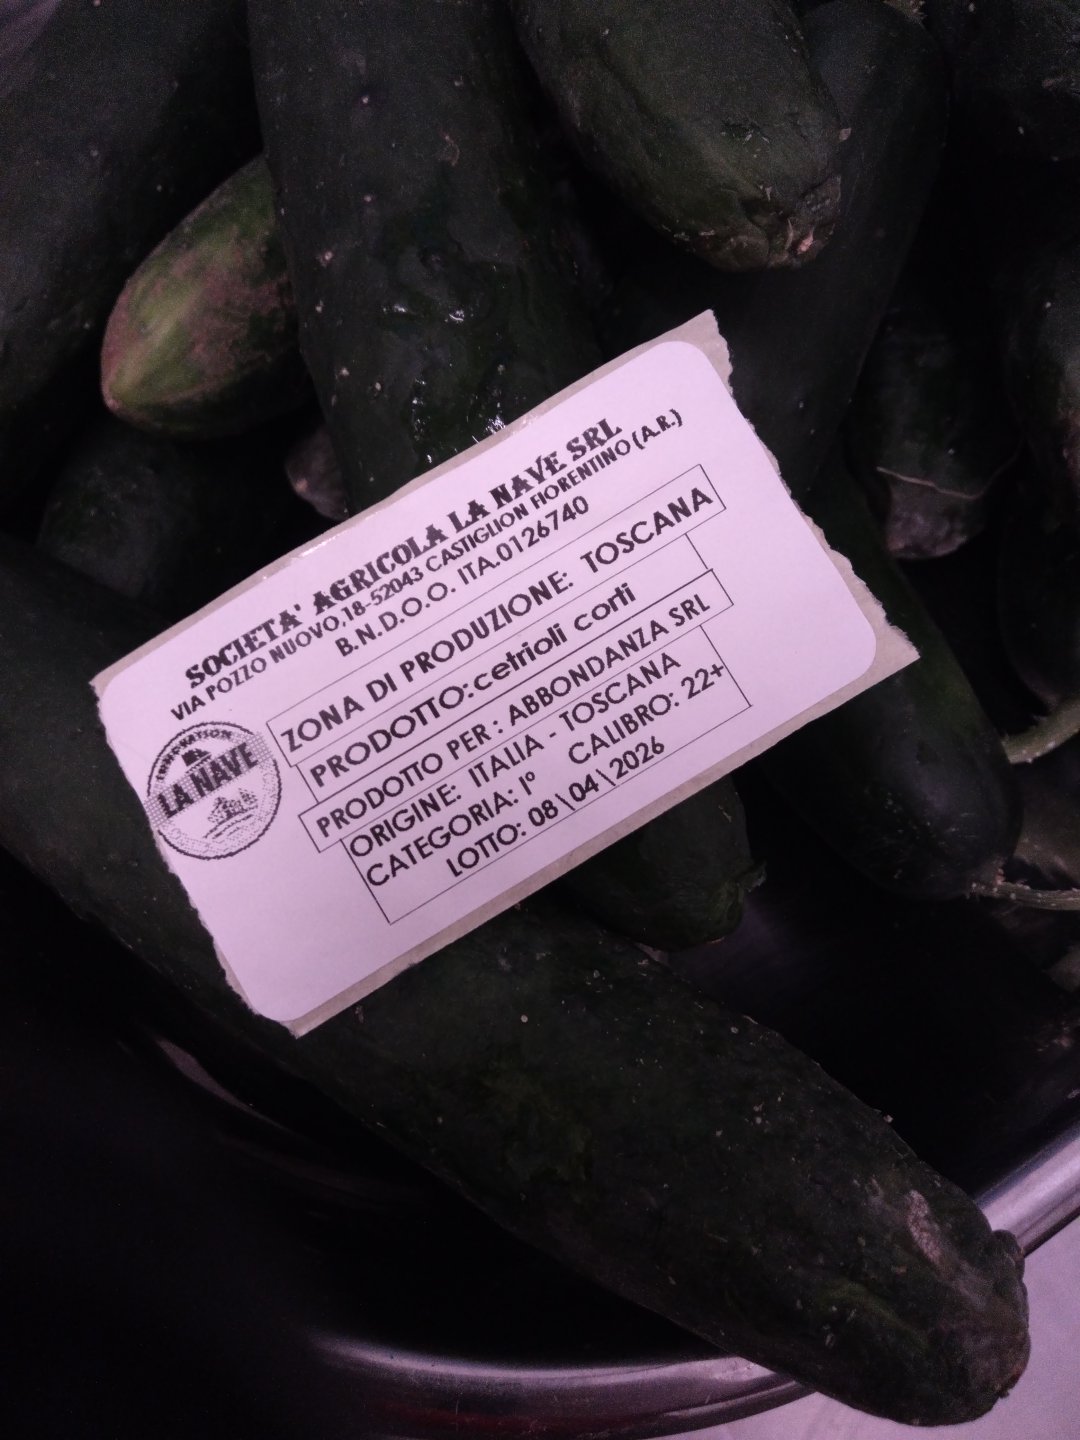 SOCIETA' AGRICOLA LA NAVE SRL
VIA POZZO NUOVO,18-52043 CASTIGLION FIORENTINO (A.R.)
B.N.D.O.O. ITA.0126740
ZONA DI PRODUZIONE: TOSCANA
PRODOTTO:cetrioli corti
PRODOTTO PER : ABBONDANZA SRL
ORIGINE: ITALIA - TOSCANA
CATEGORIA: I° CALIBRO: 22+
LOTTO: 08\04\2026
LA NAVE